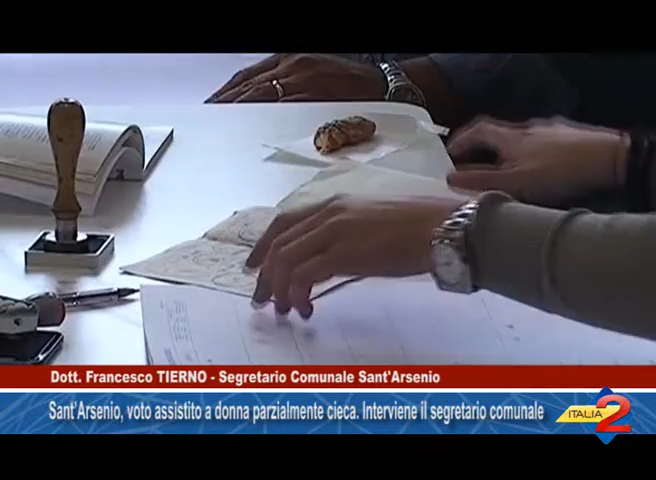 Dott. Francesco TIERNO - Segretario Comunale Sant'Arsenio
Sant'Arsenio, voto assistito a donna parzialmente cieca. Interviene il segretario comunale
ITALIA 2